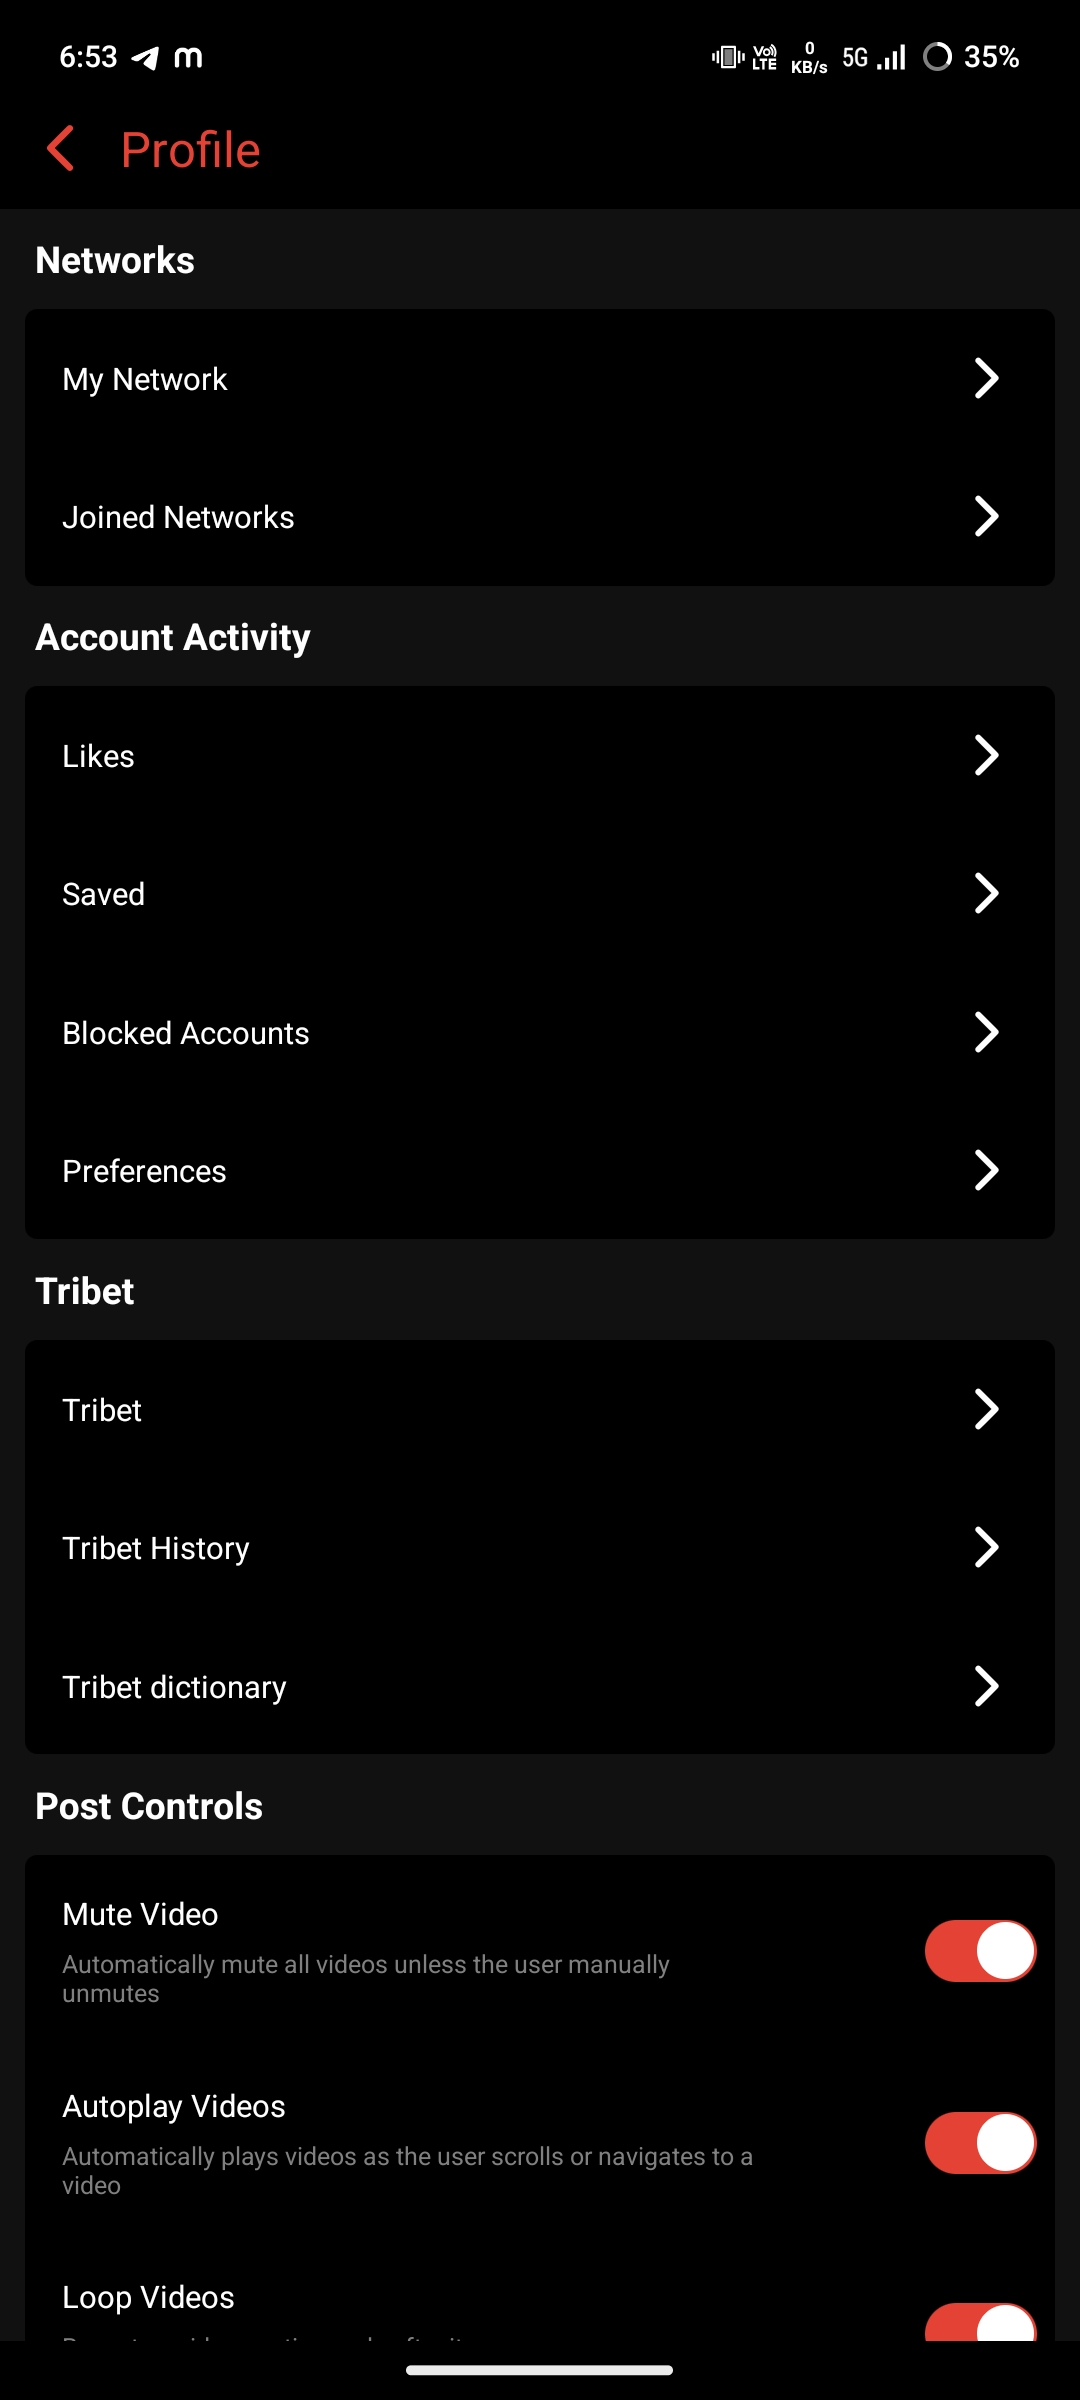 6:53 m Vo) LTE 0 KB/s 5G 35%
Profile
Networks
My Network
Joined Networks
Account Activity
Likes
Saved
Blocked Accounts
Preferences
Tribet
Tribet
Tribet History
Tribet dictionary
Post Controls
Mute Video
Automatically mute all videos unless the user manually
unmutes
Autoplay Videos
Automatically plays videos as the user scrolls or navigates to a
video
Loop Videos